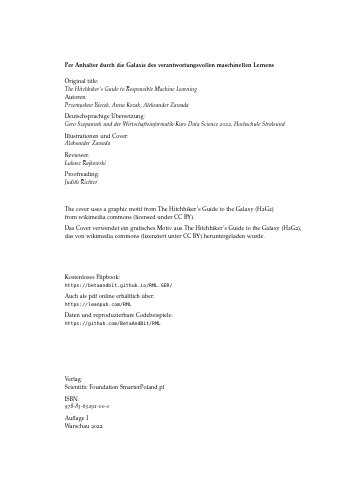 Per Anhalter durch die Galaxis des verantwortungsvollen maschinellen Lernens
Original title:
The Hitchhiker's Guide to Responsible Machine Learning
Autoren:
Przemysław Biecek, Anna Kozak, Aleksander Zawada
Deutschsprachige Übersetzung:
Gero Szepannek und der Wirtschaftsinformatik-Kurs Data Science 2022, Hochschule Stralsund
Illustrationen und Cover:
Aleksander Zawada
Reviewer:
Łukasz Rajkowski
Proofreading:
Judith Richter
The cover uses a graphic motif from The Hitchhiker's Guide to the Galaxy (H2G2)
from wikimedia commons (licensed under CC BY).
Das Cover verwendet ein grafisches Motiv aus The Hitchhiker's Guide to the Galaxy (H2G2),
das von wikimedia commons (lizenziert unter CC BY) heruntergeladen wurde.
Kostenloses Flipbook:
https://betaandbit.github.io/RML_GER/
Auch als pdf online erhältlich über:
https://leanpub.com/RML
Daten und reproduzierbare Codebeispiele:
https://github.com/BetaAndBit/RML
Verlag:
Scientific Foundation SmarterPoland.pl
ISBN:
978-83-65291-00-0
Auflage I
Warschau 2022